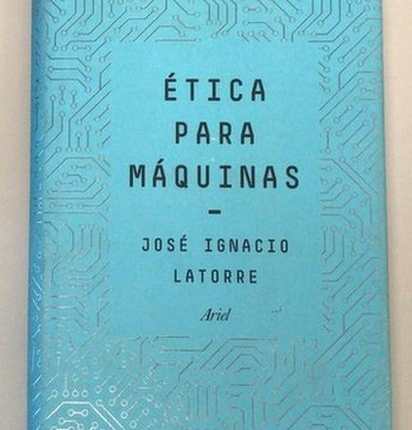 ÉTICA
PARA
MÁQUINAS
–
JOSÉ IGNACIO
LATORRE
Ariel